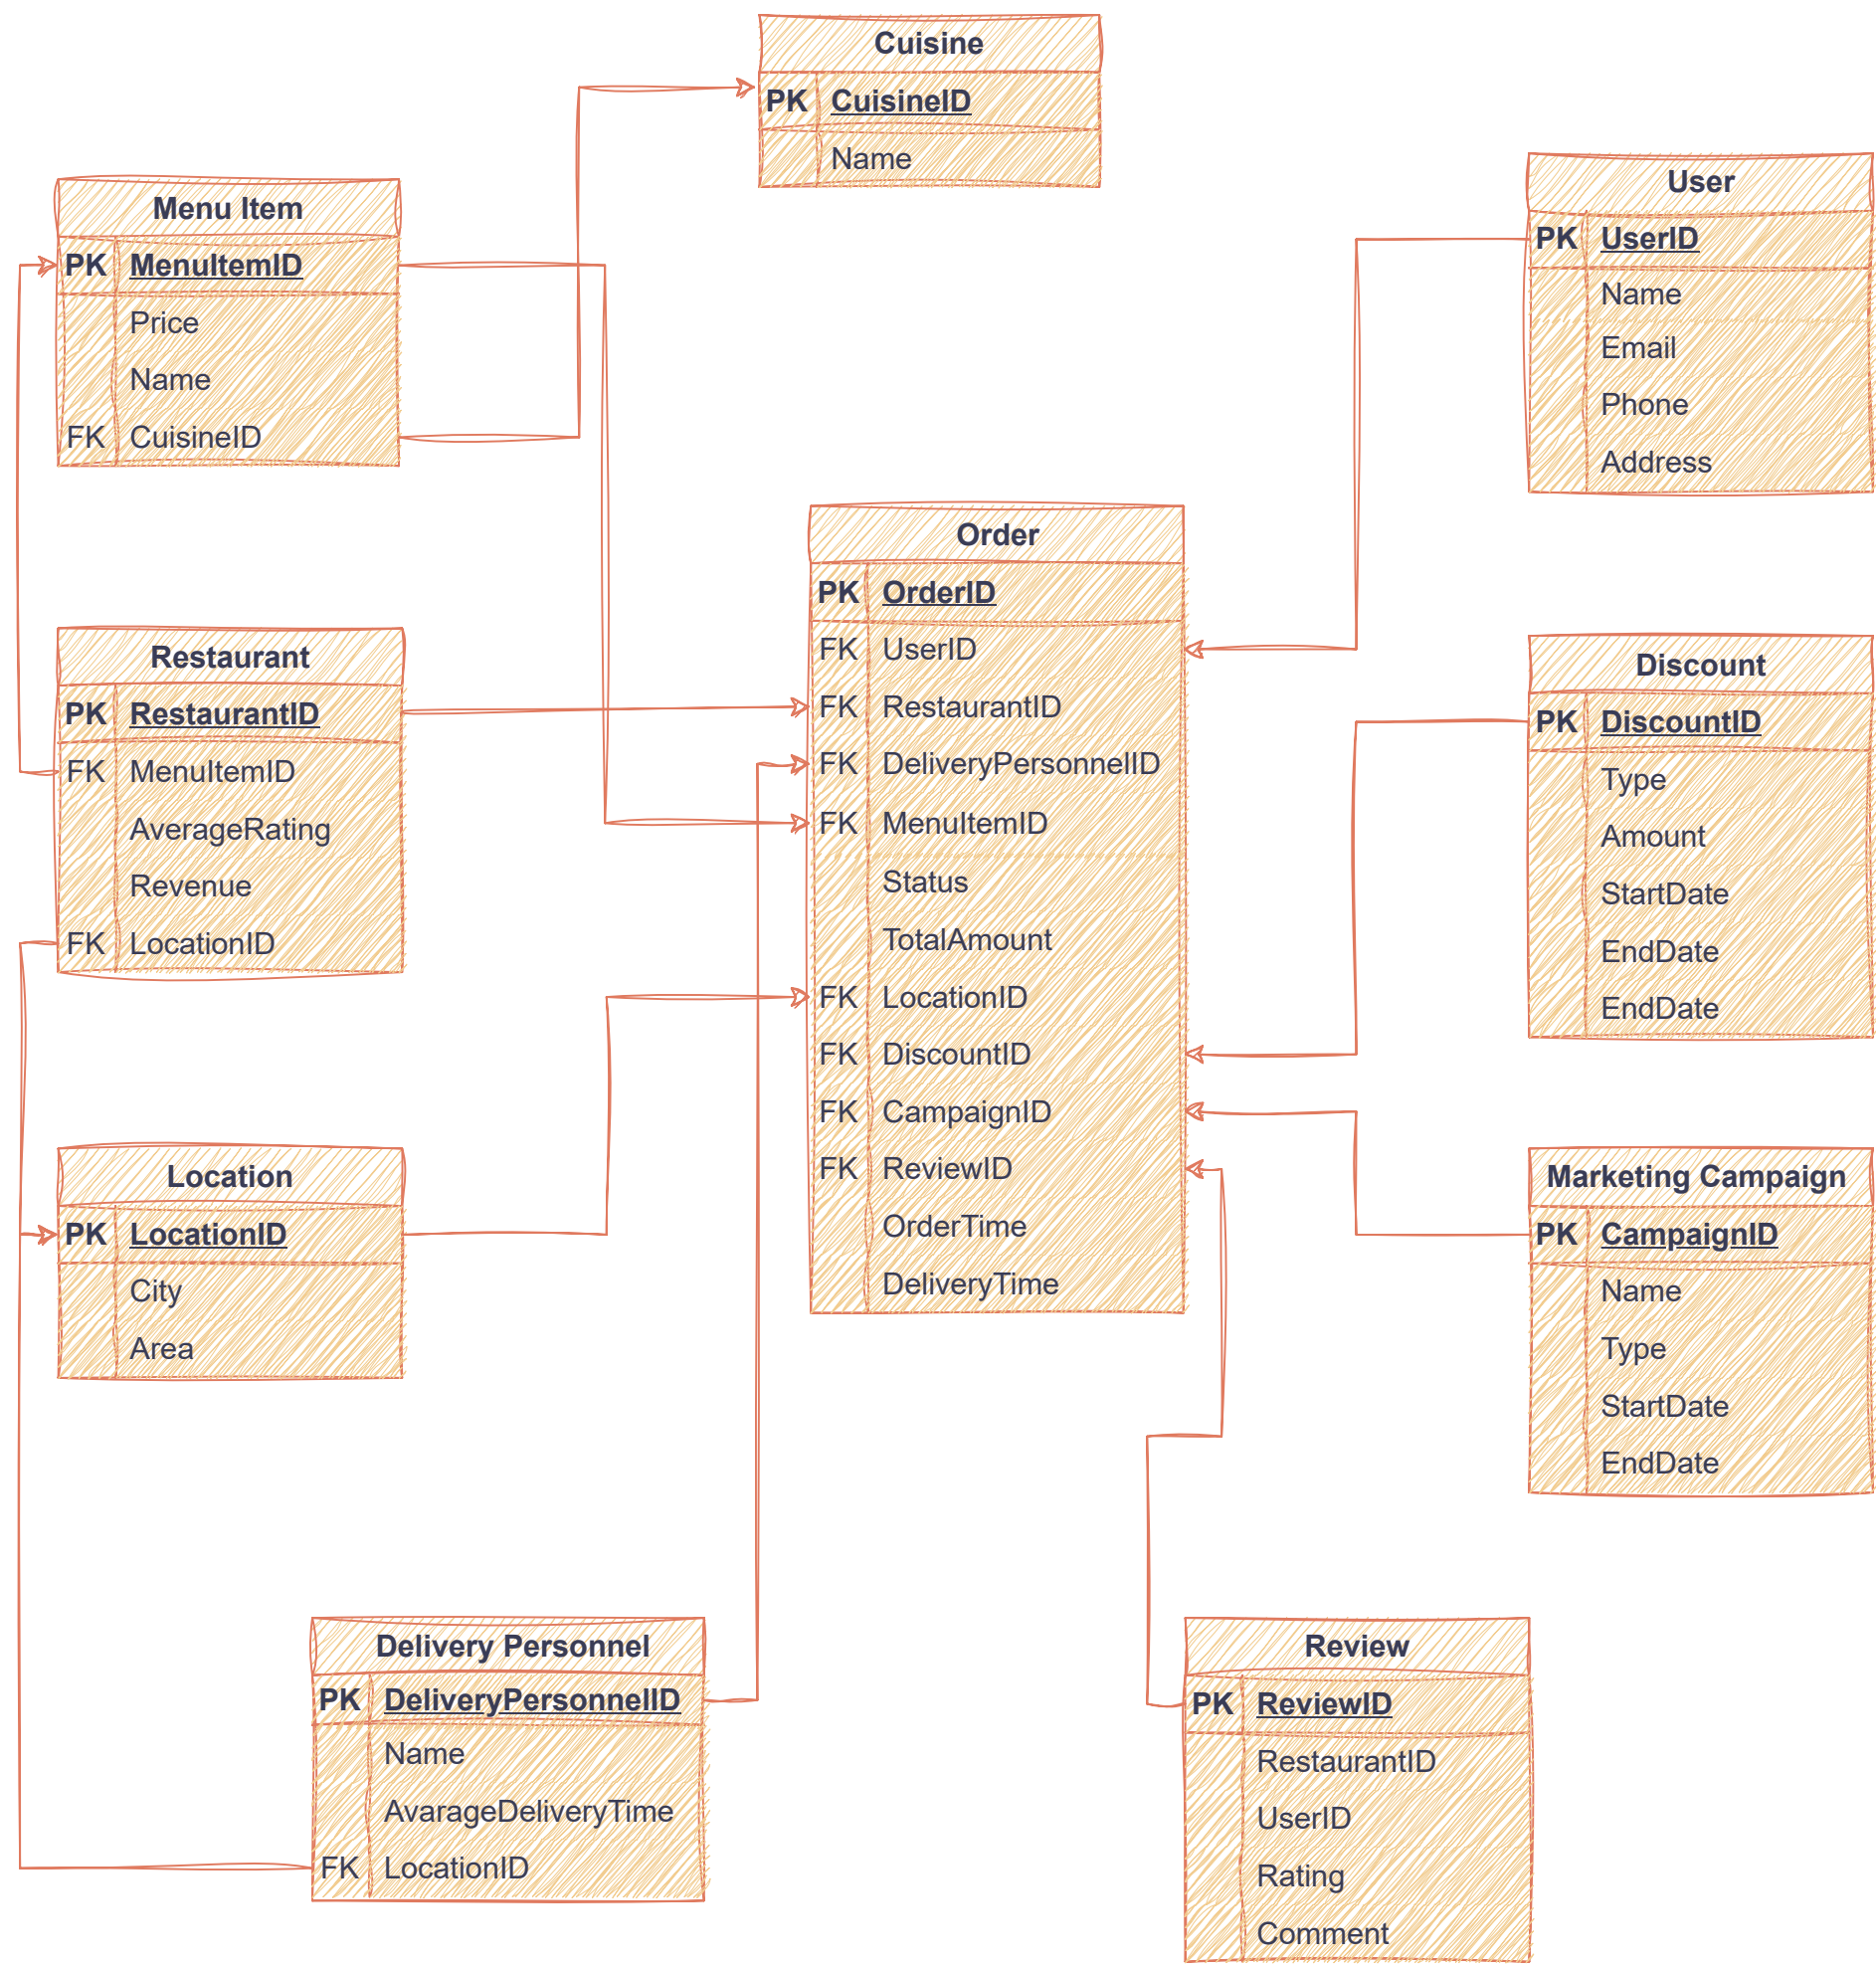 Cuisine
PK CuisineID
Name
Menu Item
PK MenuItemID
Price
Name
FK CuisineID
User
PK UserID
Name
Email
Phone
Address
Order
PK OrderID
FK UserID
FK RestaurantID
FK DeliveryPersonnelID
FK MenuItemID
Status
TotalAmount
FK LocationID
FK DiscountID
FK CampaignID
FK ReviewID
OrderTime
DeliveryTime
Restaurant
PK RestaurantID
FK MenuItemID
AverageRating
Revenue
FK LocationID
Discount
PK DiscountID
Type
Amount
StartDate
EndDate
EndDate
Location
PK LocationID
City
Area
Marketing Campaign
PK CampaignID
Name
Type
StartDate
EndDate
Delivery Personnel
PK DeliveryPersonnelID
Name
AvarageDeliveryTime
FK LocationID
Review
PK ReviewID
RestaurantID
UserID
Rating
Comment